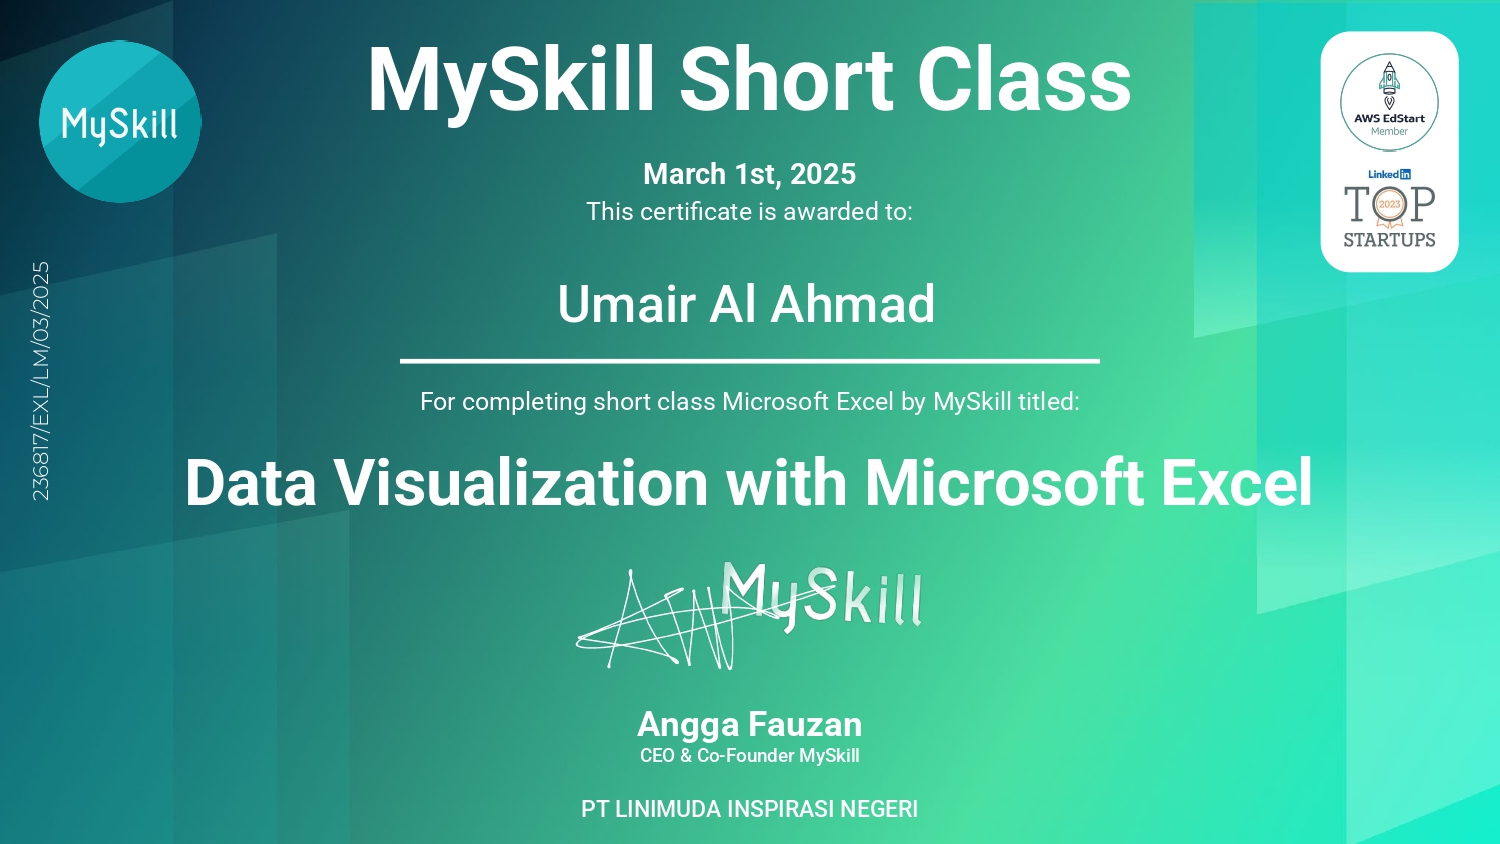 MySkill Short Class
MySkill
AWS EdStart
Member
LinkedIn
TOP
2023
STARTUPS
March 1st, 2025
This certificate is awarded to:
Umair Al Ahmad
For completing short class Microsoft Excel by MySkill titled:
Data Visualization with Microsoft Excel
236817/EXL/LM/03/2025
MySkill
Angga Fauzan
CEO & Co-Founder MySkill
PT LINIMUDA INSPIRASI NEGERI